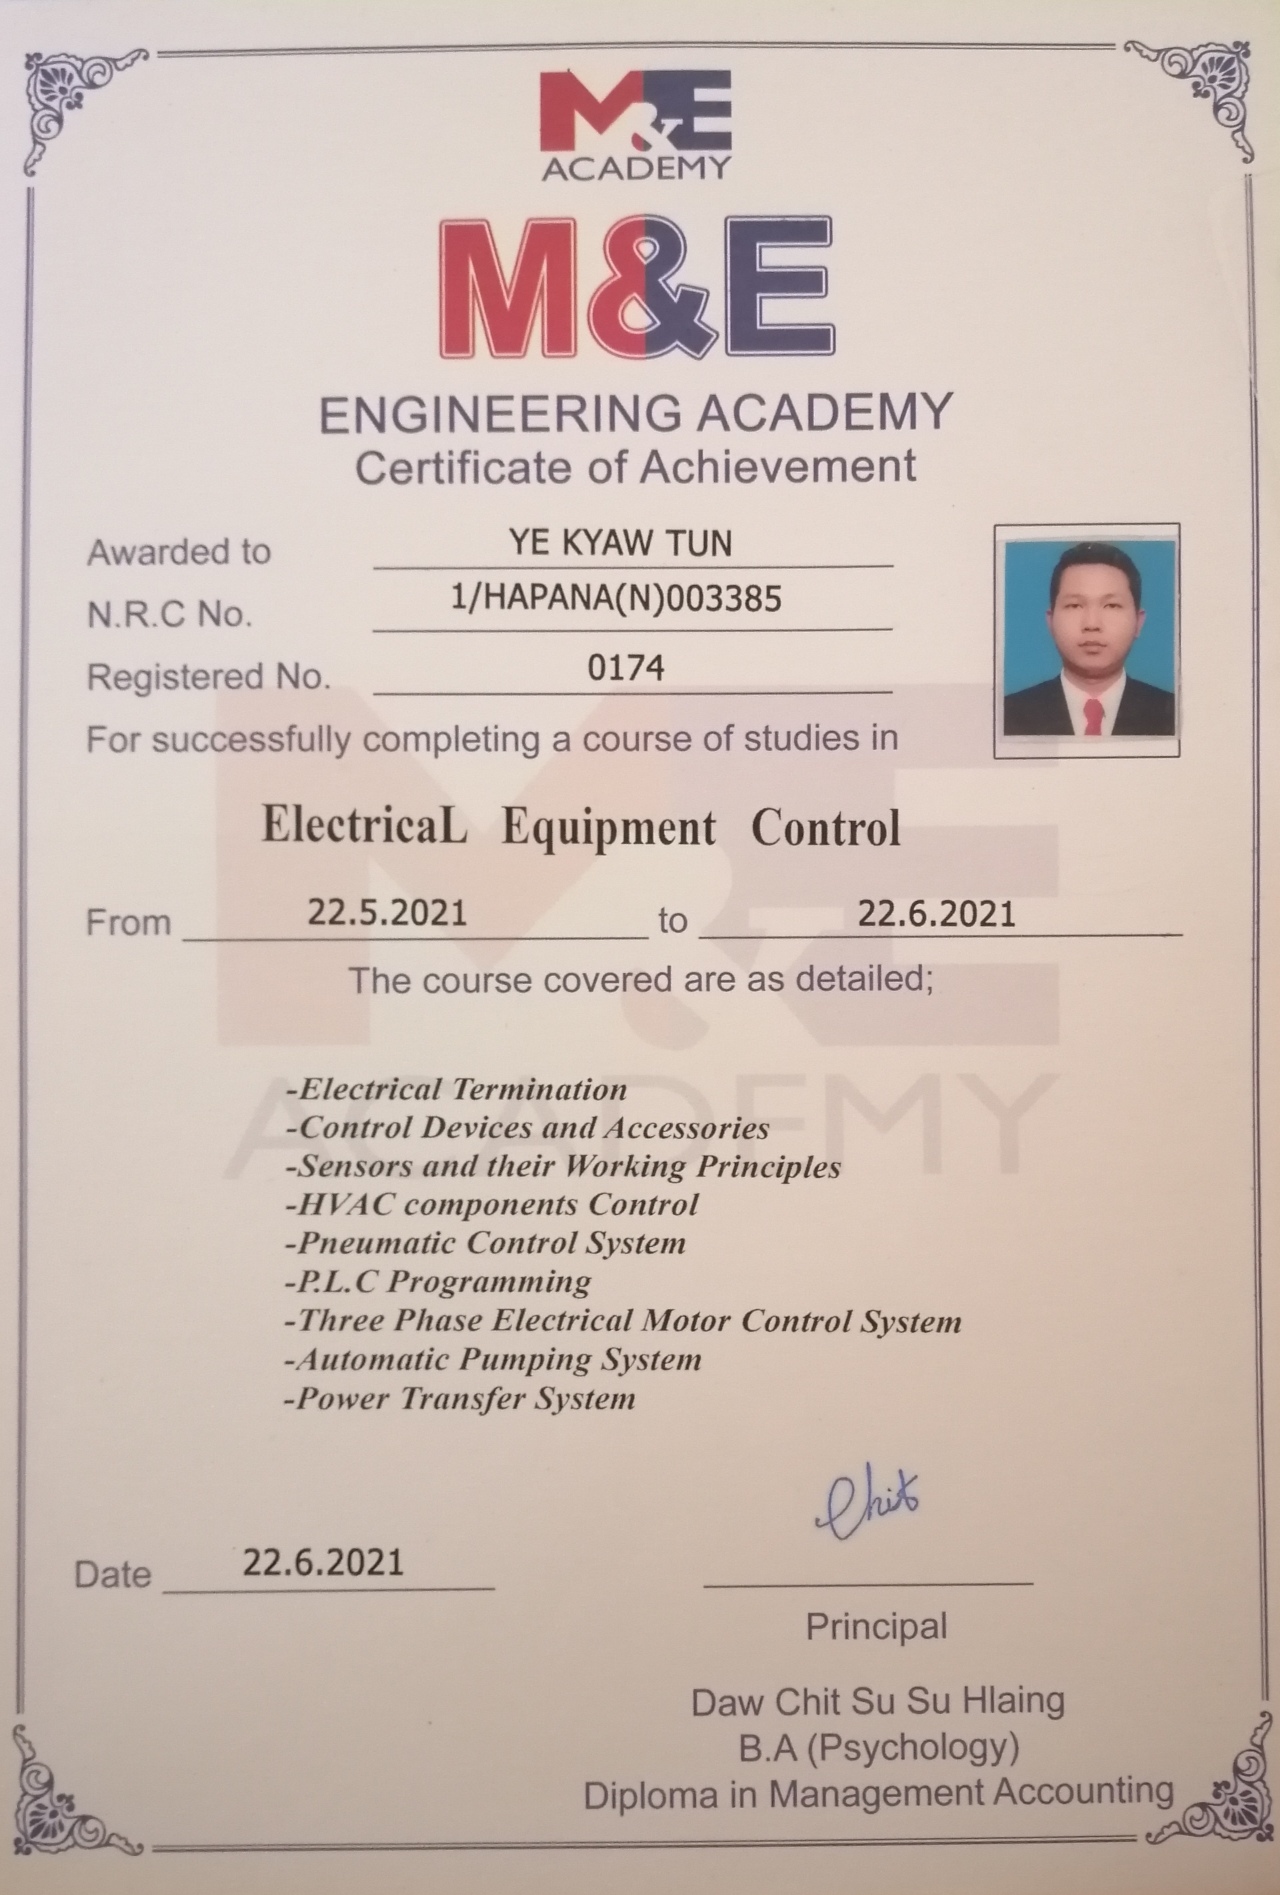 M&E
ACADEMY
M&E
ENGINEERING ACADEMY
Certificate of Achievement
Awarded to YE KYAW TUN
N.R.C No. 1/HAPANA(N)003385
Registered No. 0174
For successfully completing a course of studies in
ElectricaL Equipment Control
From 22.5.2021 to 22.6.2021
The course covered are as detailed;
-Electrical Termination
-Control Devices and Accessories
-Sensors and their Working Principles
-HVAC components Control
-Pneumatic Control System
-P.L.C Programming
-Three Phase Electrical Motor Control System
-Automatic Pumping System
-Power Transfer System
Chit
Date 22.6.2021
Principal
Daw Chit Su Su Hlaing
B.A (Psychology)
Diploma in Management Accounting